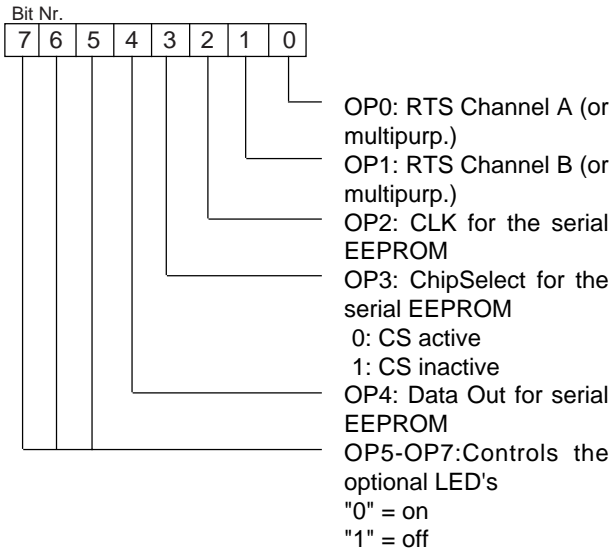 Bit Nr.
7 6 5 4 3 2 1 0
OP0: RTS Channel A (or
multipurp.)
OP1: RTS Channel B (or
multipurp.)
OP2: CLK for the serial
EEPROM
OP3: ChipSelect for the
serial EEPROM
0: CS active
1: CS inactive
OP4: Data Out for serial
EEPROM
OP5-OP7:Controls the
optional LED's
"0" = on
"1" = off